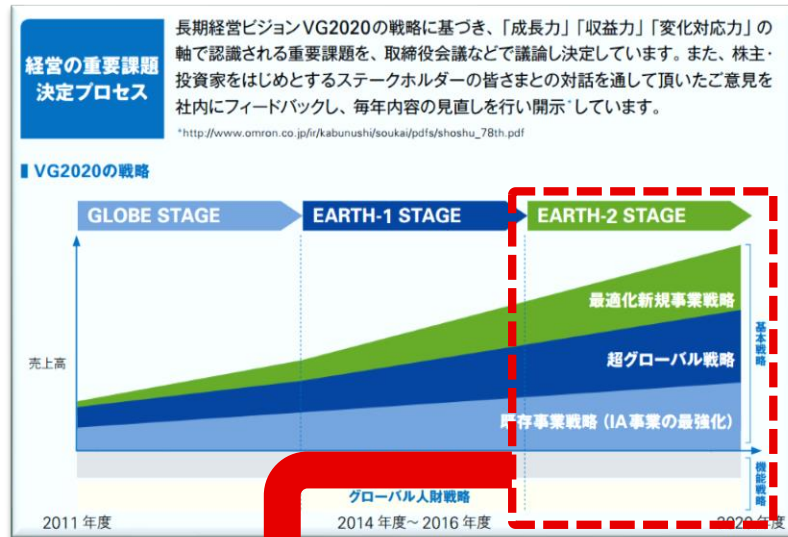 経営の重要課題
決定プロセス
長期経営ビジョンVG2020の戦略に基づき、「成長力」「収益力」「変化対応力」の
軸で認識される重要課題を、取締役会議などで議論し決定しています。また、株主・
投資家をはじめとするステークホルダーの皆さまとの対話を通して頂いたご意見を
社内にフィードバックし、毎年内容の見直しを行い開示*しています。
*http://www.omron.co.jp/ir/kabunushi/soukai/pdfs/shoshu_78th.pdf
VG2020の戦略
GLOBE STAGE
EARTH-1 STAGE
EARTH-2 STAGE
最適化新規事業戦略
超グローバル戦略
既存事業戦略(IA事業の最強化)
基本戦略
売上高
機能戦略
グローバル人財戦略
2011年度
2014年度～2016年度
2020年度